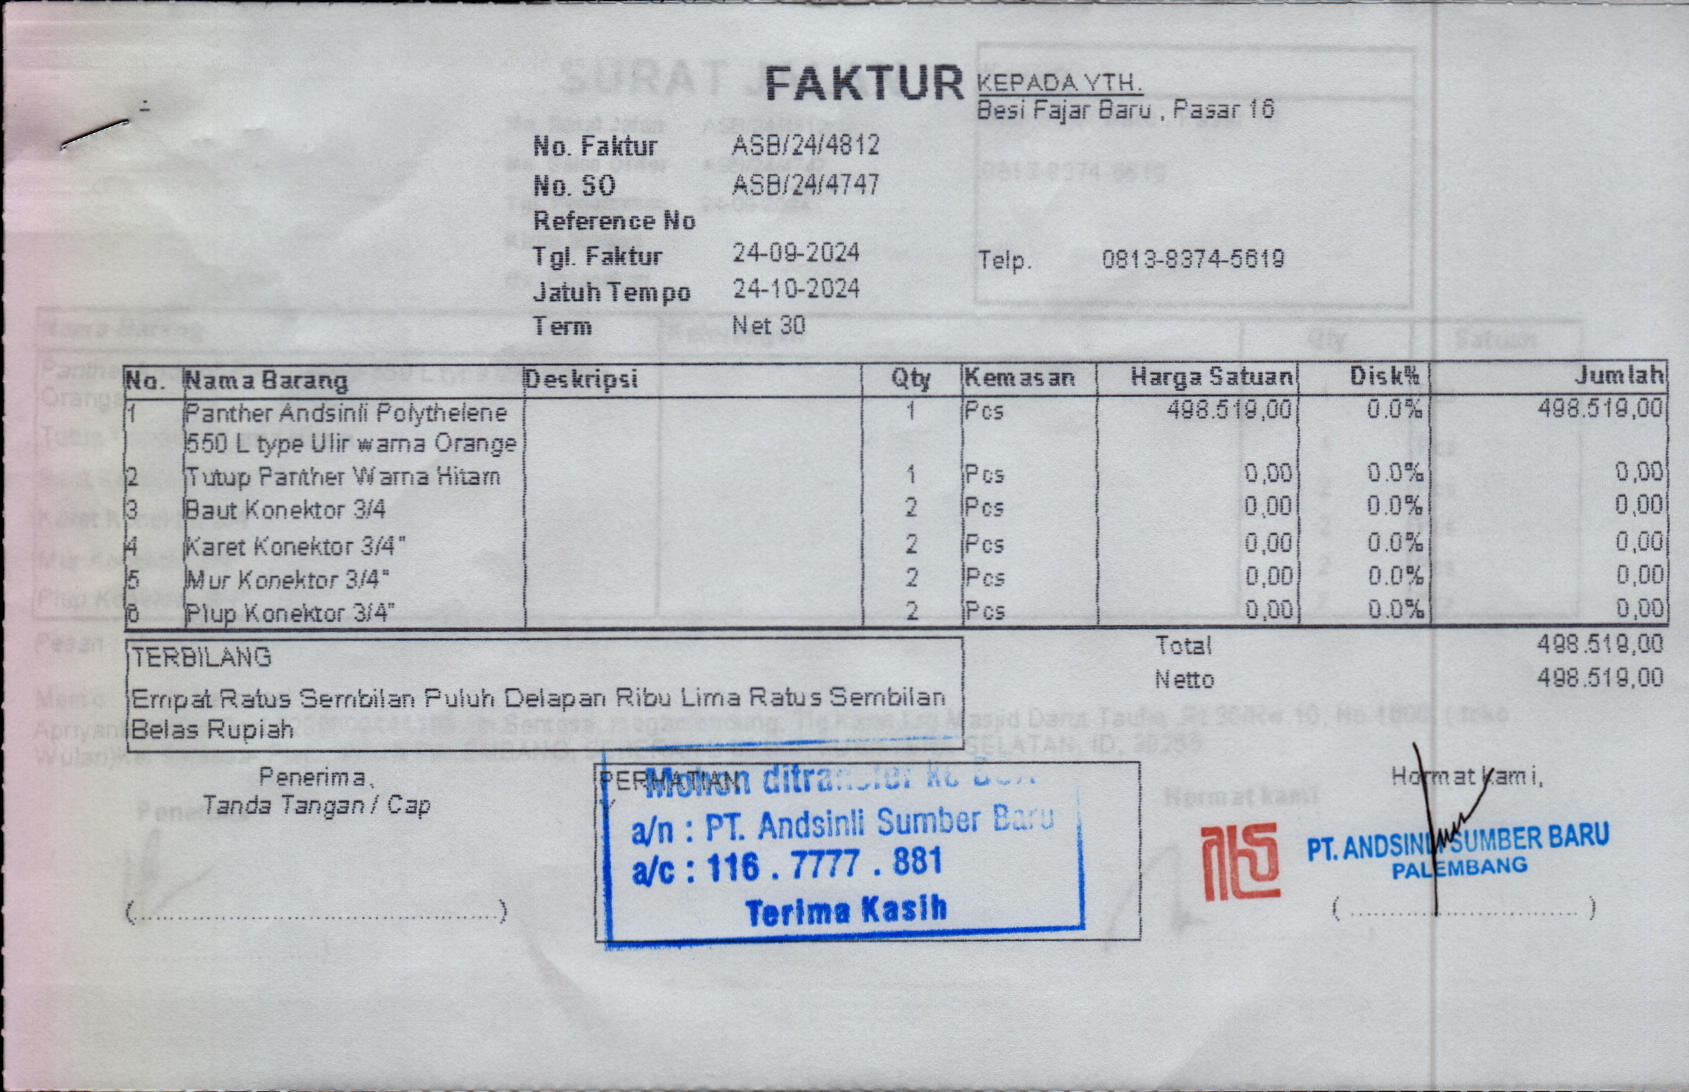 FAKTUR
KEPADA YTH.
Besi Fajar Baru , Pasar 16
No. Faktur ASB/24/4812
No. SO ASB/24/4747
Reference No
Tgl. Faktur 24-09-2024
Telp. 0813-8374-5619
Jatuh Tempo 24-10-2024
Term Net 30
No. Nama Barang Deskripsi Qty Kemasan Harga Satuan Disk% Jumlah
1 Panther Andsinli Polythelene 1 Pcs 498.519,00 0.0% 498.519,00
550 L type Ulir warna Orange
2 Tutup Panther Warna Hitam 1 Pcs 0,00 0.0% 0,00
3 Baut Konektor 3/4 2 Pcs 0,00 0.0% 0,00
4 Karet Konektor 3/4" 2 Pcs 0,00 0.0% 0,00
5 Mur Konektor 3/4" 2 Pcs 0,00 0.0% 0,00
6 Plup Konektor 3/4" 2 Pcs 0,00 0.0% 0,00
Total 498.519,00
Netto 498.519,00
TERBILANG
Empat Ratus Sembilan Puluh Delapan Ribu Lima Ratus Sembilan
Belas Rupiah
Penerima,
Tanda Tangan / Cap
(..........................................)
PERHATIAN
Mohon ditransfer ke
a/n : PT. Andsinli Sumber Baru
a/c : 116 . 7777 . 881
Terima Kasih
Hormat kami,
PT. ANDSINLI SUMBER BARU
PALEMBANG
( ............................. )